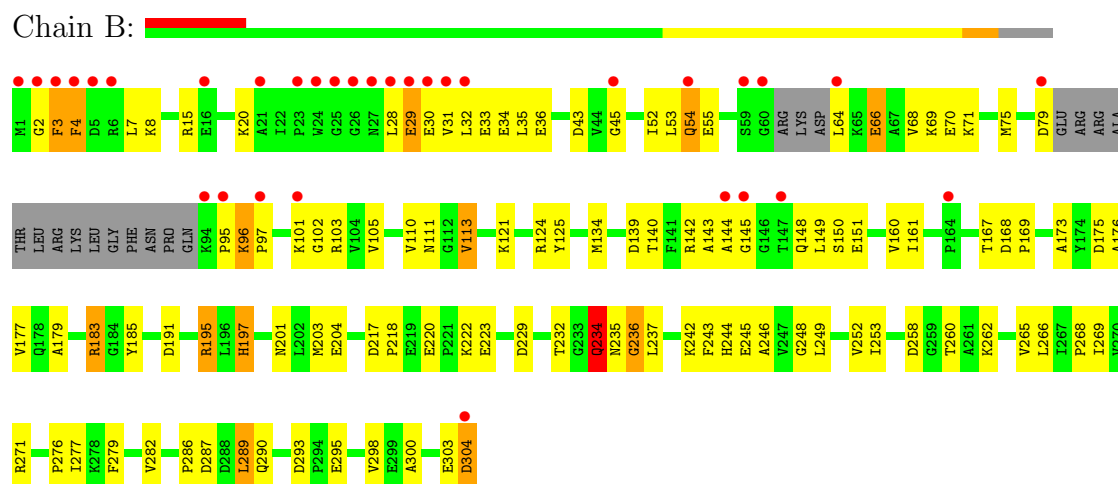 Chain B:
M1 G2 F3 F4 D5 R6 L7 K8 R15 E16 K20 A21 I22 P23 W24 G25 G26 N27 L28 E29 E30 V31 L32 E33 E34 L35 E36 D43 V44 G45 I52 L53 Q54 E55 S59 G60 ARG LYS ASP L64 K65 E66 A67 V68 K69 E70 K71 M75 D79 GLU ARG ARG ALA
THR LEU ARG LYS LEU GLY PHE ASN PRO GLN K94 P95 K96 P97 K101 G102 R103 V104 V105 V110 N111 G112 V113 K121 R124 Y125 M134 D139 T140 F141 R142 A143 A144 G145 G146 T147 Q148 L149 S150 E151 V160 I161 P164 T167 D168 P169 A173 Y174 D175 A176
V177 Q178 A179 R183 G184 Y185 D191 R195 L196 H197 N201 L202 M203 E204 D217 P218 E219 E220 P221 K222 E223 D229 T232 G233 Q234 N235 G236 L237 K242 F243 H244 E245 A246 V247 G248 L249 V252 I253 D258 G259 T260 A261 K262 V265 L266 I267 P268 I269 V270
R271 P276 I277 K278 F279 V282 P286 D287 D288 L289 Q290 D293 P294 E295 V298 E299 A300 E303 D304